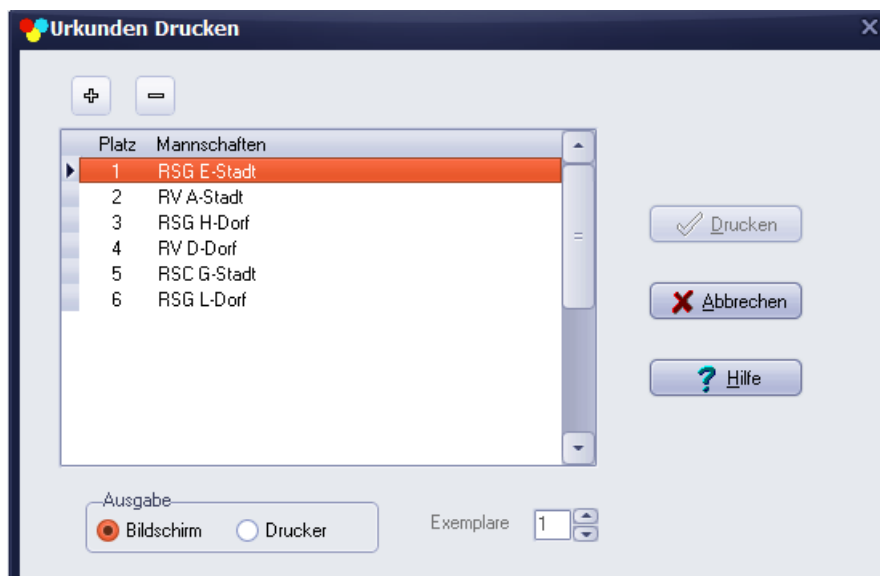 Urkunden Drucken
Platz Mannschaften
1 RSG E-Stadt
2 RV A-Stadt
3 RSG H-Dorf
4 RV D-Dorf
5 RSC G-Stadt
6 RSG L-Dorf
Drucken
Abbrechen
? Hilfe
Ausgabe
Bildschirm Drucker
Exemplare 1